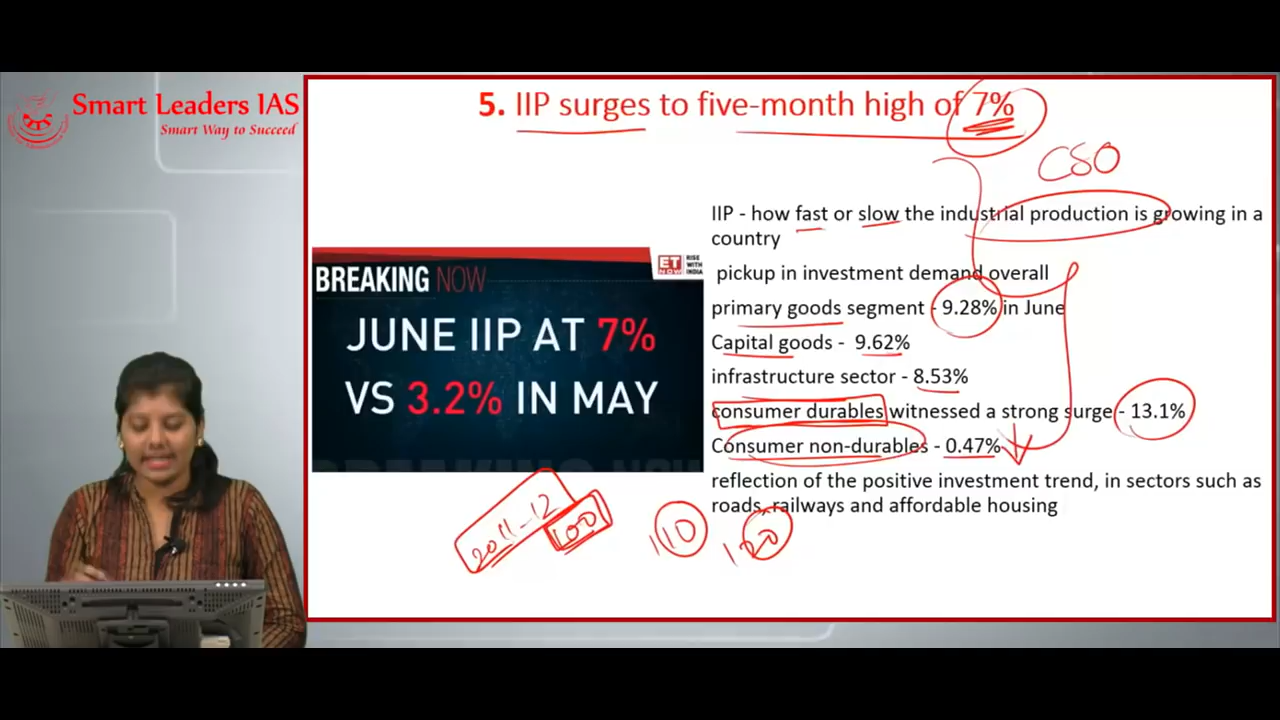 Smart Leaders IAS
Smart Way to Succeed
5. IIP surges to five-month high of 7%
CSO
IIP - how fast or slow the industrial production is growing in a
country
pickup in investment demand overall
primary goods segment - 9.28% in June
Capital goods - 9.62%
infrastructure sector - 8.53%
consumer durables witnessed a strong surge - 13.1%
Consumer non-durables - 0.47%
reflection of the positive investment trend, in sectors such as
roads, railways and affordable housing
ET NOW
RISE WITH INDIA
BREAKING NOW
JUNE IIP AT 7%
VS 3.2% IN MAY
2011-12
100
110
120